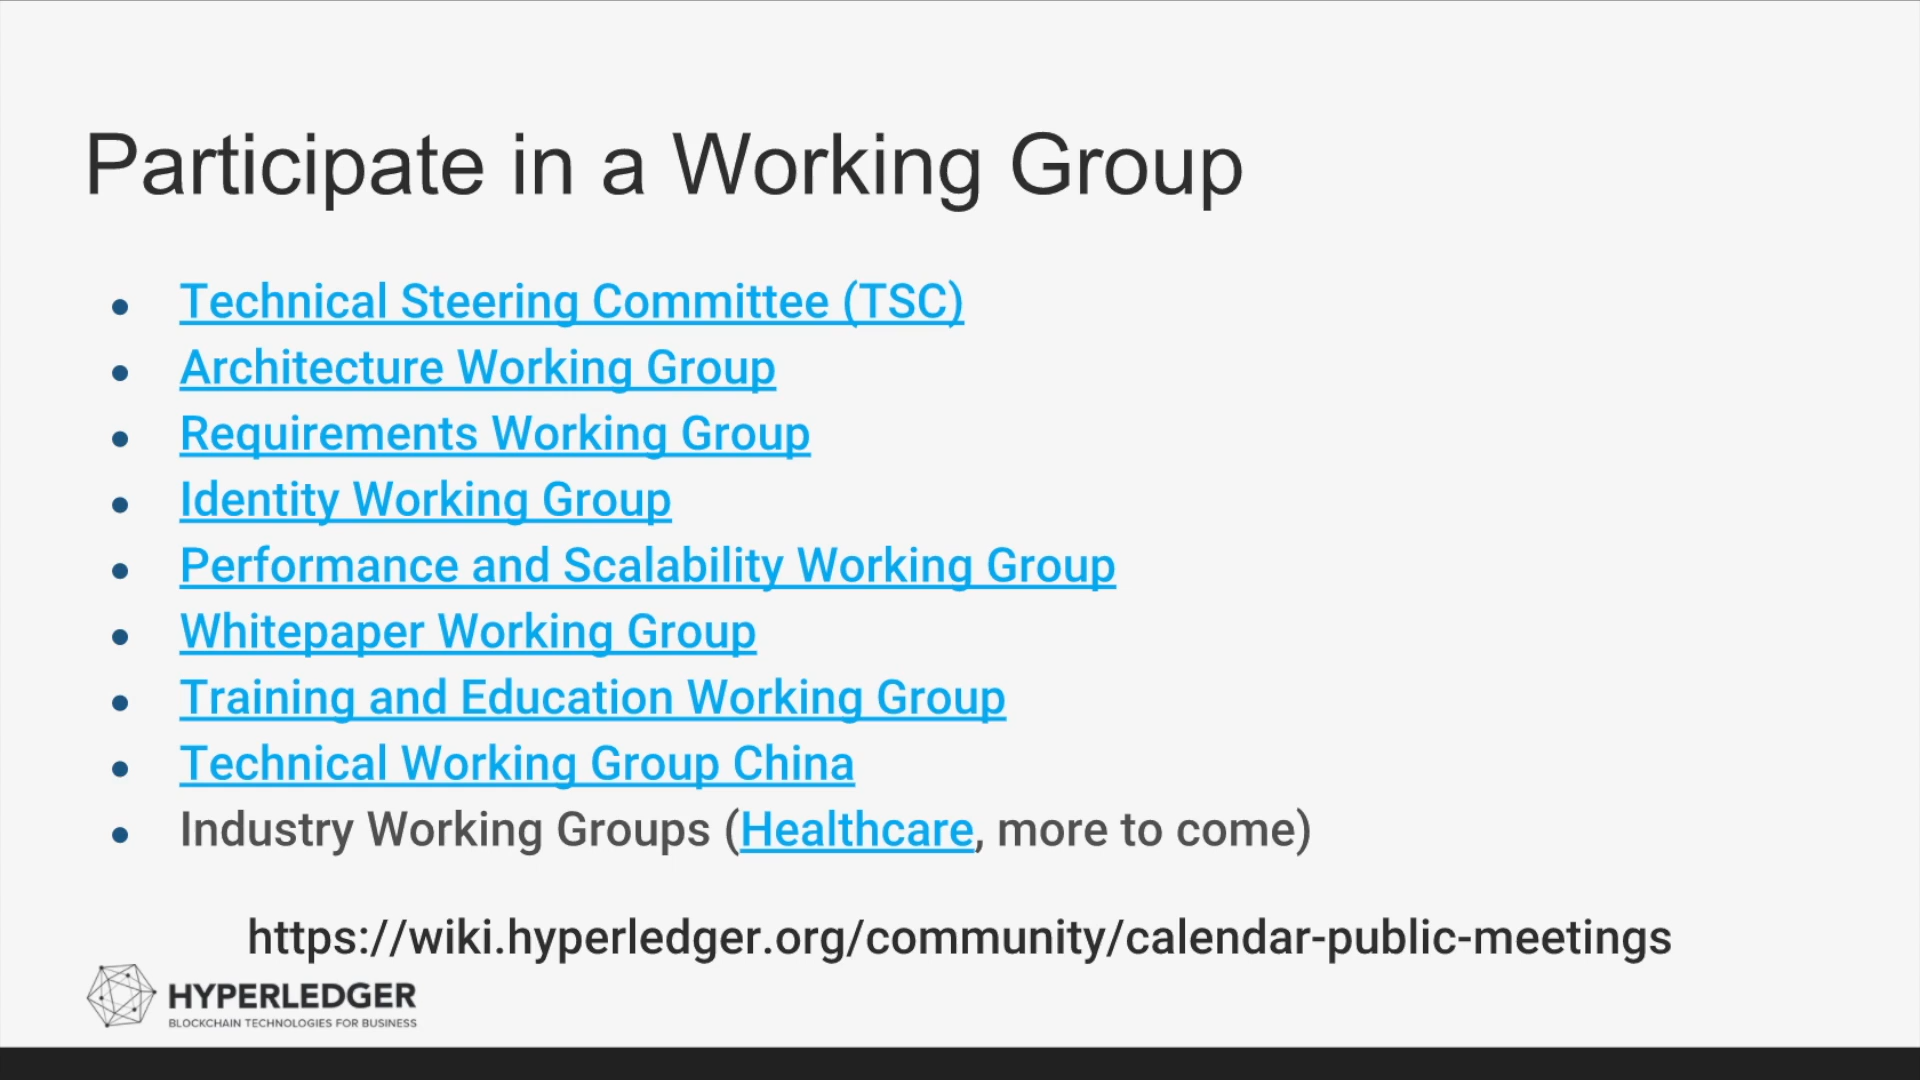 Participate in a Working Group
Technical Steering Committee (TSC)
Architecture Working Group
Requirements Working Group
Identity Working Group
Performance and Scalability Working Group
Whitepaper Working Group
Training and Education Working Group
Technical Working Group China
Industry Working Groups (Healthcare, more to come)
https://wiki.hyperledger.org/community/calendar-public-meetings
HYPERLEDGER
BLOCKCHAIN TECHNOLOGIES FOR BUSINESS